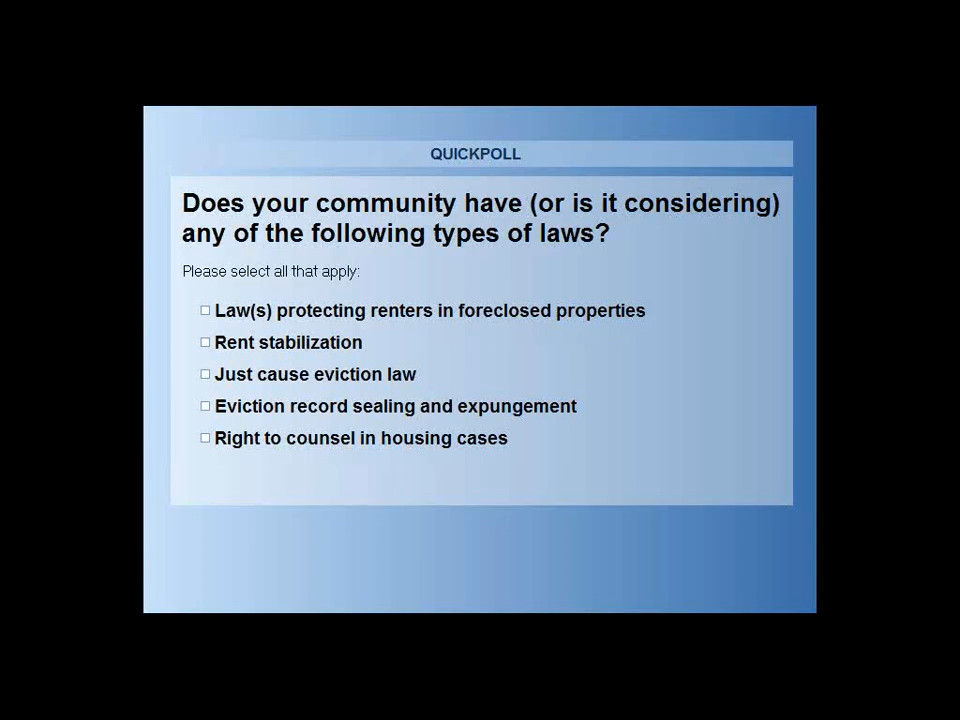 QUICKPOLL
Does your community have (or is it considering)
any of the following types of laws?
Please select all that apply:
Law(s) protecting renters in foreclosed properties
Rent stabilization
Just cause eviction law
Eviction record sealing and expungement
Right to counsel in housing cases